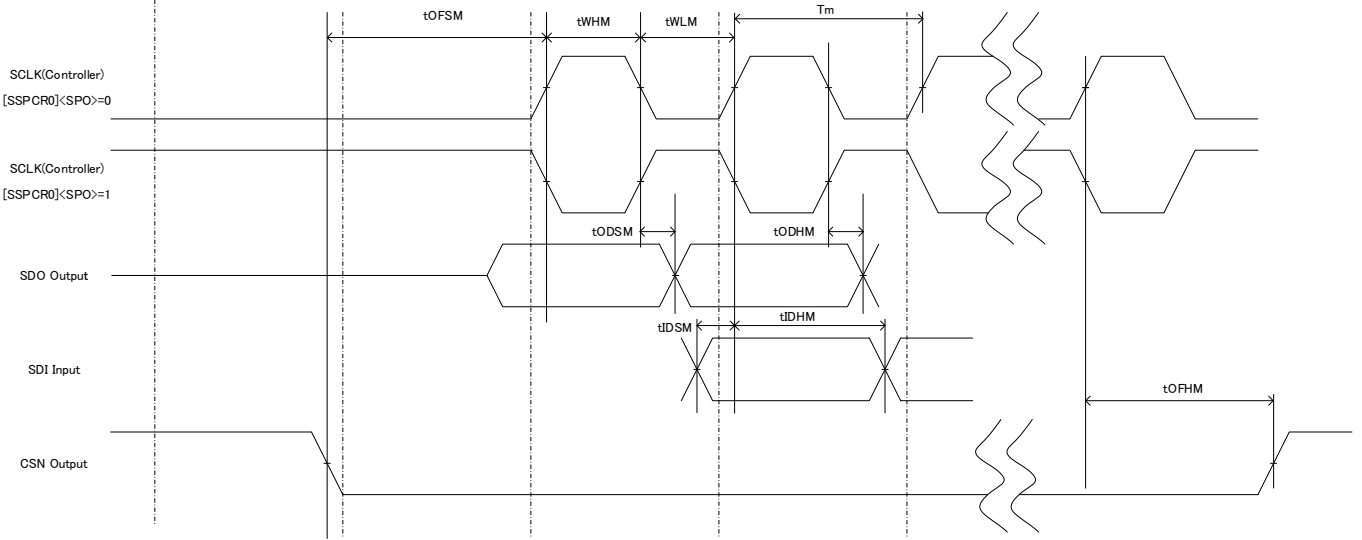 tOFSM
tWHM
tWLM
Tm
SCLK(Controller)
[SSPCR0]<SPO>=0
SCLK(Controller)
[SSPCR0]<SPO>=1
tODSM
tODHM
SDO Output
tIDSM
tIDHM
SDI Input
tOFHM
CSN Output